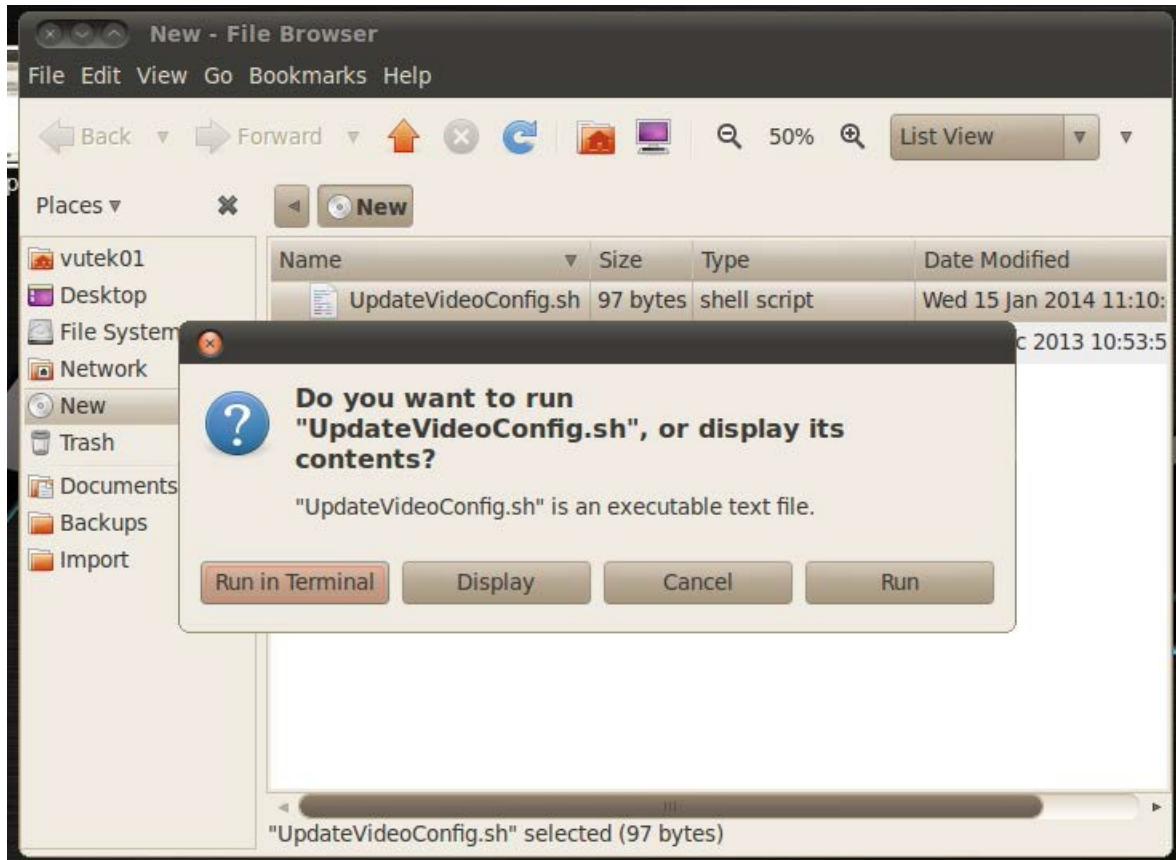 New - File Browser
File Edit View Go Bookmarks Help
Back Forward 50% List View
Places New
Name Size Type Date Modified
UpdateVideoConfig.sh 97 bytes shell script Wed 15 Jan 2014 11:10:
2013 10:53:5
vutek01
Desktop
File System
Network
New
Trash
Documents
Backups
Import
Do you want to run
"UpdateVideoConfig.sh", or display its
contents?
"UpdateVideoConfig.sh" is an executable text file.
Run in Terminal Display Cancel Run
"UpdateVideoConfig.sh" selected (97 bytes)